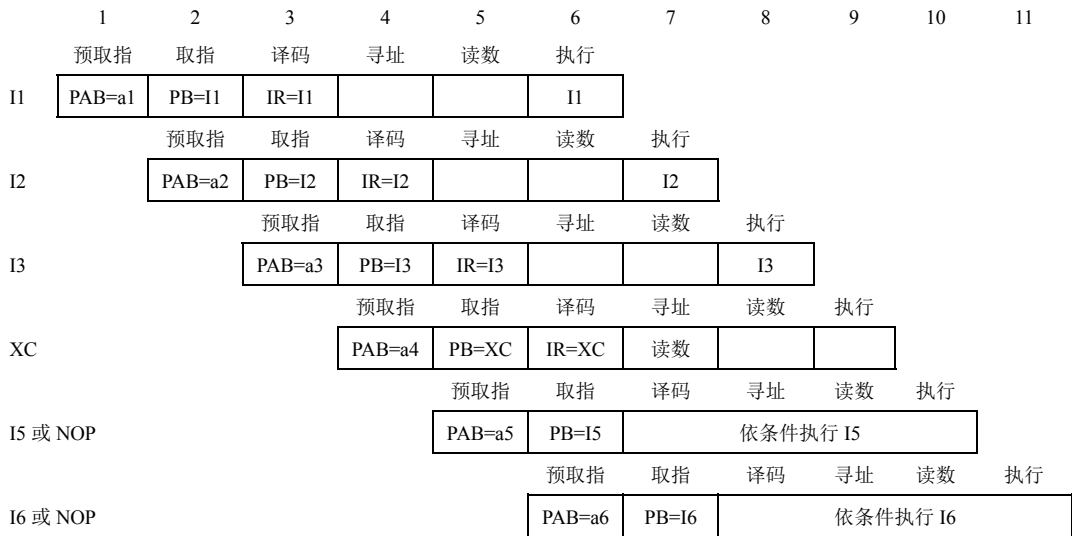 1 2 3 4 5 6 7 8 9 10 11
预取指 取指 译码 寻址 读数 执行
I1 PAB=a1 PB=I1 IR=I1 I1
预取指 取指 译码 寻址 读数 执行
I2 PAB=a2 PB=I2 IR=I2 I2
预取指 取指 译码 寻址 读数 执行
I3 PAB=a3 PB=I3 IR=I3 I3
预取指 取指 译码 寻址 读数 执行
XC PAB=a4 PB=XC IR=XC 读数
预取指 取指 译码 寻址 读数 执行
I5 或 NOP PAB=a5 PB=I5 依条件执行 I5
预取指 取指 译码 寻址 读数 执行
I6 或 NOP PAB=a6 PB=I6 依条件执行 I6